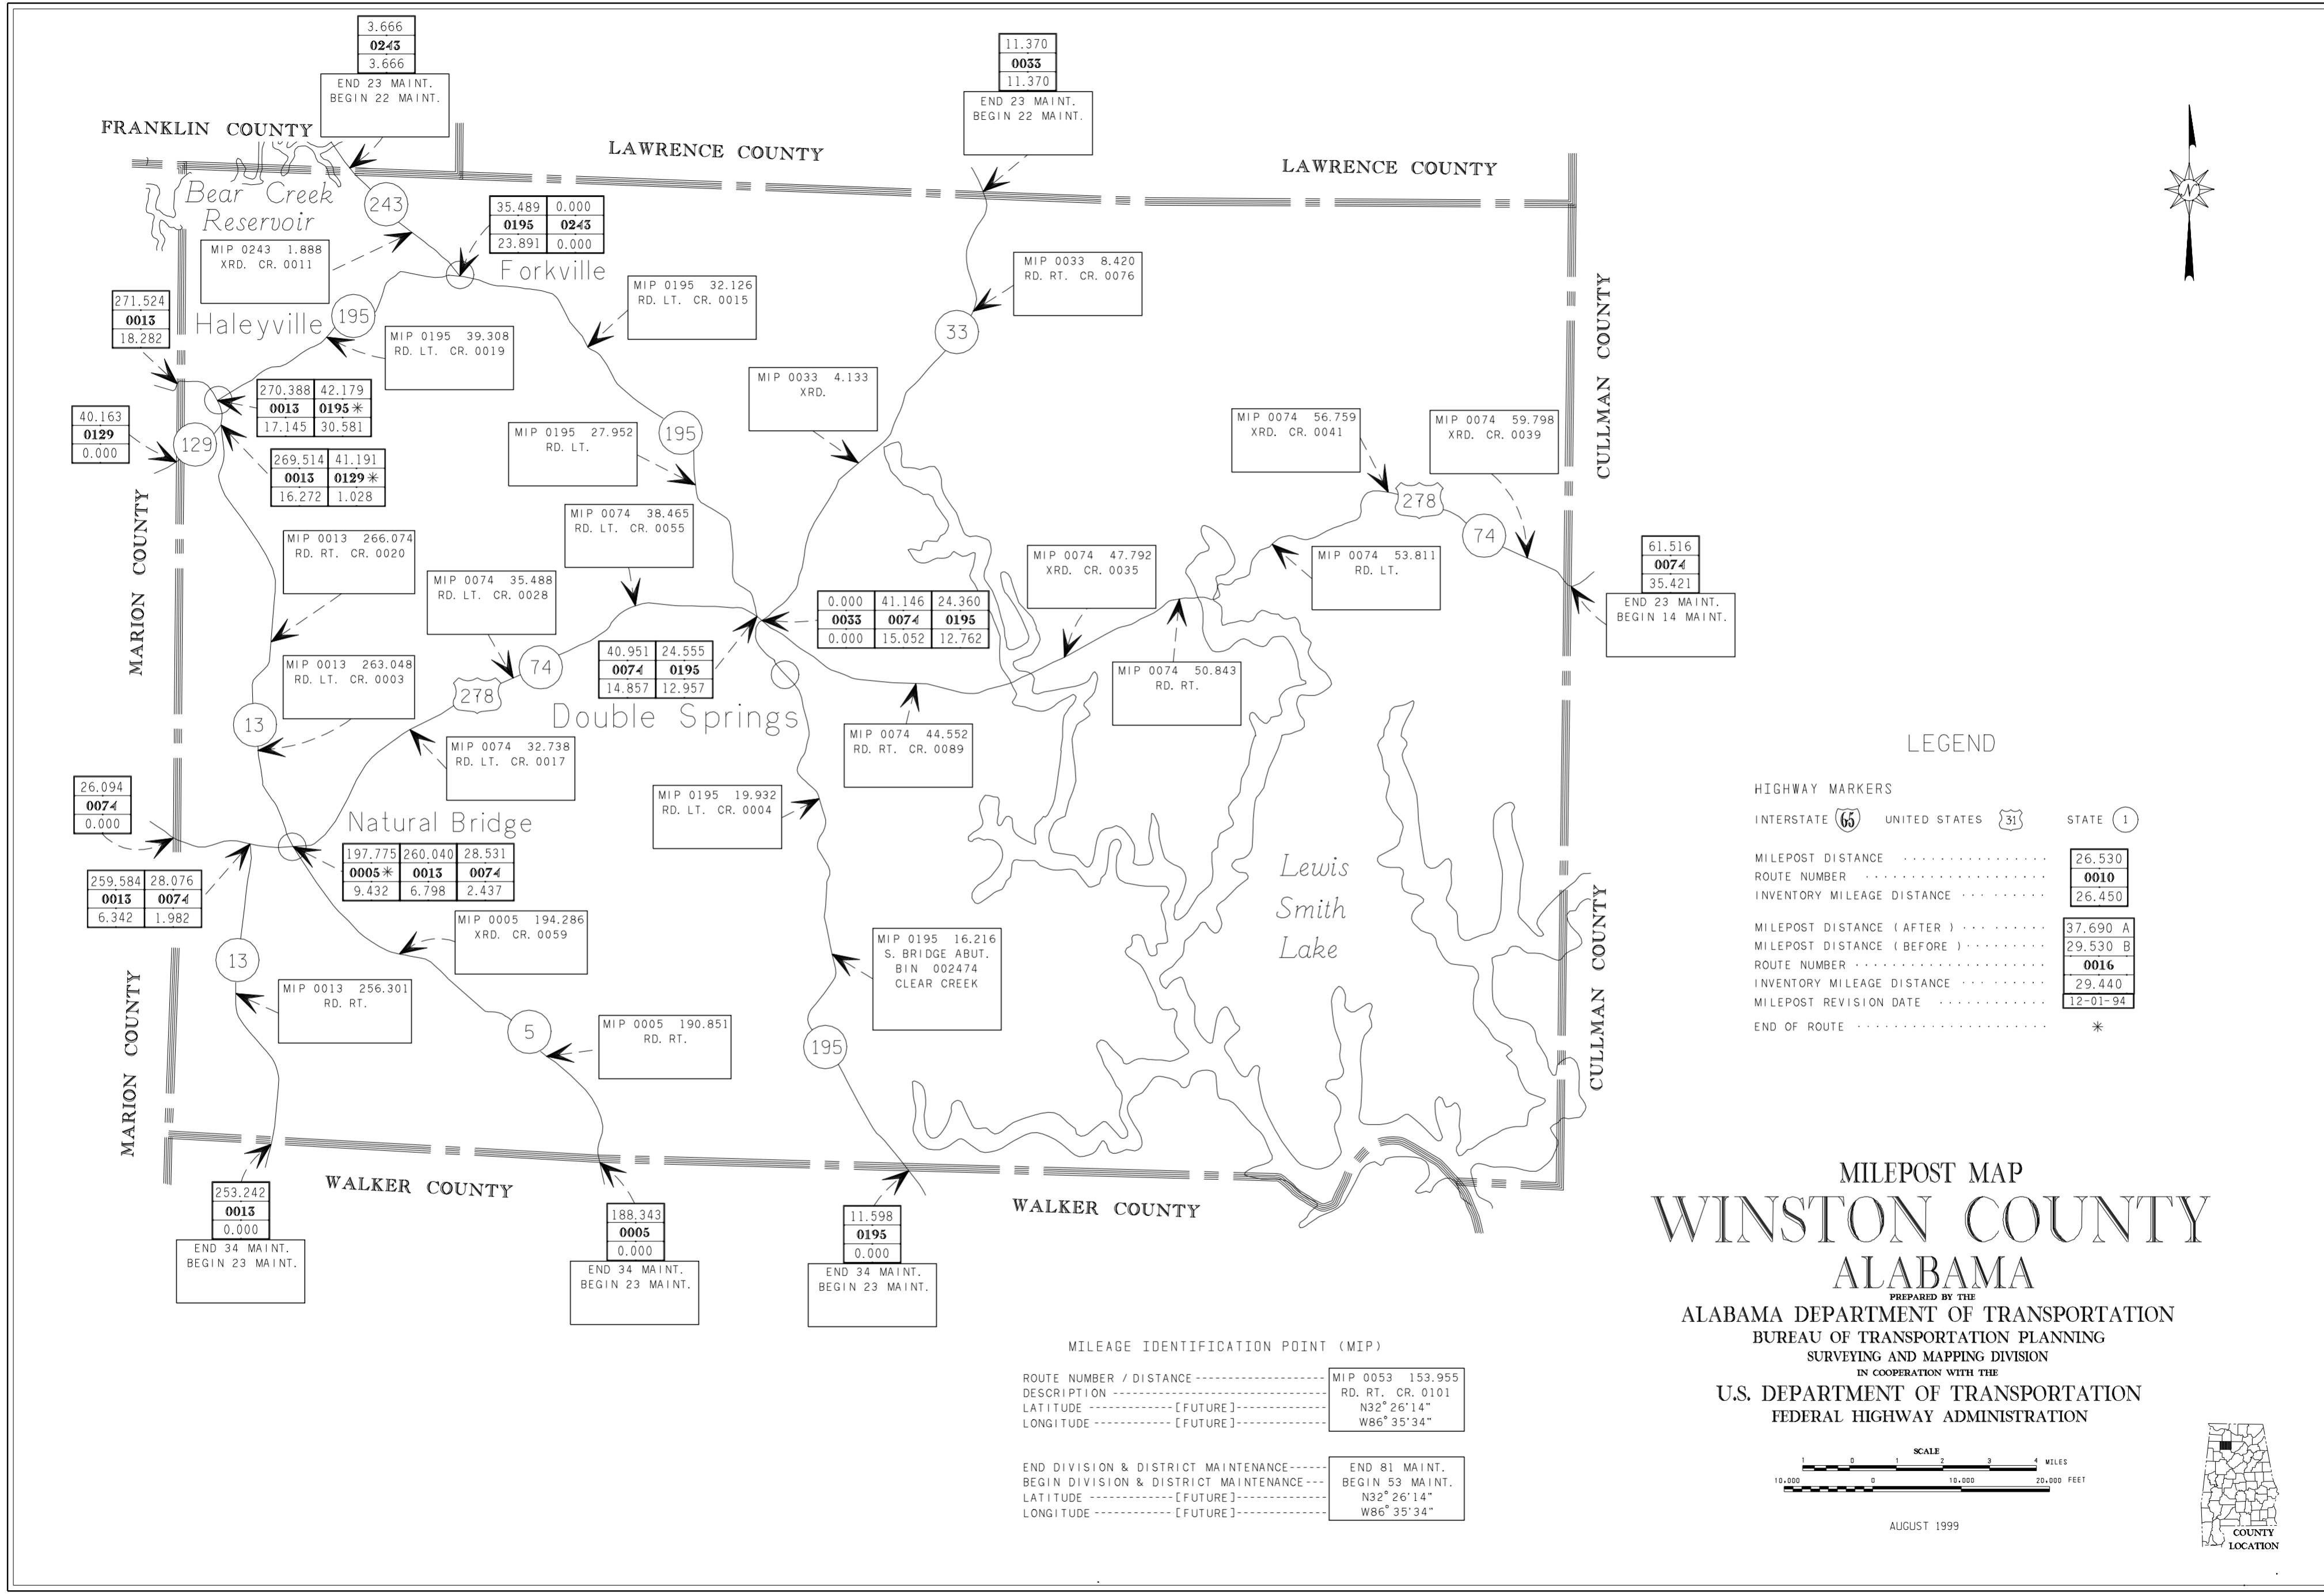 3.666
0243
3.666
END 23 MAINT.
BEGIN 22 MAINT.
11.370
0033
11.370
END 23 MAINT.
BEGIN 22 MAINT.
FRANKLIN COUNTY
LAWRENCE COUNTY
LAWRENCE COUNTY
Bear Creek
Reservoir
243
35.489 0.000
0195 0243
23.891 0.000
Forkville
MIP 0243 1.888
XRD. CR. 0011
MIP 0195 32.126
RD. LT. CR. 0015
MIP 0033 8.420
RD. RT. CR. 0076
33
271.524
0013
18.282
Haleyville
195
MIP 0195 39.308
RD. LT. CR. 0019
MIP 0033 4.133
XRD.
CULLMAN COUNTY
270.388 42.179
0013 0195 *
17.145 30.581
40.163
0129
0.000
129
269.514 41.191
0013 0129 *
16.272 1.028
MIP 0195 27.952
RD. LT.
195
MIP 0074 56.759
XRD. CR. 0041
MIP 0074 59.798
XRD. CR. 0039
278
74
MARION COUNTY
MIP 0013 266.074
RD. RT. CR. 0020
MIP 0074 38.465
RD. LT. CR. 0055
MIP 0074 35.488
RD. LT. CR. 0028
MIP 0074 47.792
XRD. CR. 0035
MIP 0074 53.811
RD. LT.
61.516
0074
35.421
END 23 MAINT.
BEGIN 14 MAINT.
0.000 41.146 24.360
0033 0074 0195
0.000 15.052 12.762
40.951 24.555
0074 0195
14.857 12.957
MIP 0013 263.048
RD. LT. CR. 0003
74
278
13
Double Springs
MIP 0074 50.843
RD. RT.
MIP 0074 44.552
RD. RT. CR. 0089
MIP 0074 32.738
RD. LT. CR. 0017
26.094
0074
0.000
MIP 0195 19.932
RD. LT. CR. 0004
Natural Bridge
197.775 260.040 28.531
0005 * 0013 0074
9.432 6.798 2.437
259.584 28.076
0013 0074
6.342 1.982
MIP 0005 194.286
XRD. CR. 0059
Lewis
Smith
Lake
MIP 0195 16.216
S. BRIDGE ABUT.
BIN 002474
CLEAR CREEK
13
MIP 0013 256.301
RD. RT.
5
MIP 0005 190.851
RD. RT.
195
MARION COUNTY
CULLMAN COUNTY
WALKER COUNTY
WALKER COUNTY
253.242
0013
0.000
END 34 MAINT.
BEGIN 23 MAINT.
188.343
0005
0.000
END 34 MAINT.
BEGIN 23 MAINT.
11.598
0195
0.000
END 34 MAINT.
BEGIN 23 MAINT.
N
LEGEND
HIGHWAY MARKERS
INTERSTATE 65 UNITED STATES 31 STATE 1
MILEPOST DISTANCE 26.530
ROUTE NUMBER 0010
INVENTORY MILEAGE DISTANCE 26.450
MILEPOST DISTANCE (AFTER) 37.690 A
MILEPOST DISTANCE (BEFORE) 29.530 B
ROUTE NUMBER 0016
INVENTORY MILEAGE DISTANCE 29.440
MILEPOST REVISION DATE 12-01-94
END OF ROUTE *
MILEAGE IDENTIFICATION POINT (MIP)
ROUTE NUMBER / DISTANCE MIP 0053 153.955
DESCRIPTION RD. RT. CR. 0101
LATITUDE [FUTURE] N32°26'14"
LONGITUDE [FUTURE] W86°35'34"
END DIVISION & DISTRICT MAINTENANCE END 81 MAINT.
BEGIN DIVISION & DISTRICT MAINTENANCE BEGIN 53 MAINT.
LATITUDE [FUTURE] N32°26'14"
LONGITUDE [FUTURE] W86°35'34"
MILEPOST MAP
WINSTON COUNTY
ALABAMA
PREPARED BY THE
ALABAMA DEPARTMENT OF TRANSPORTATION
BUREAU OF TRANSPORTATION PLANNING
SURVEYING AND MAPPING DIVISION
IN COOPERATION WITH THE
U.S. DEPARTMENT OF TRANSPORTATION
FEDERAL HIGHWAY ADMINISTRATION
SCALE
1 0 1 2 3 4 MILES
10,000 0 10,000 20,000 FEET
AUGUST 1999
COUNTY
LOCATION